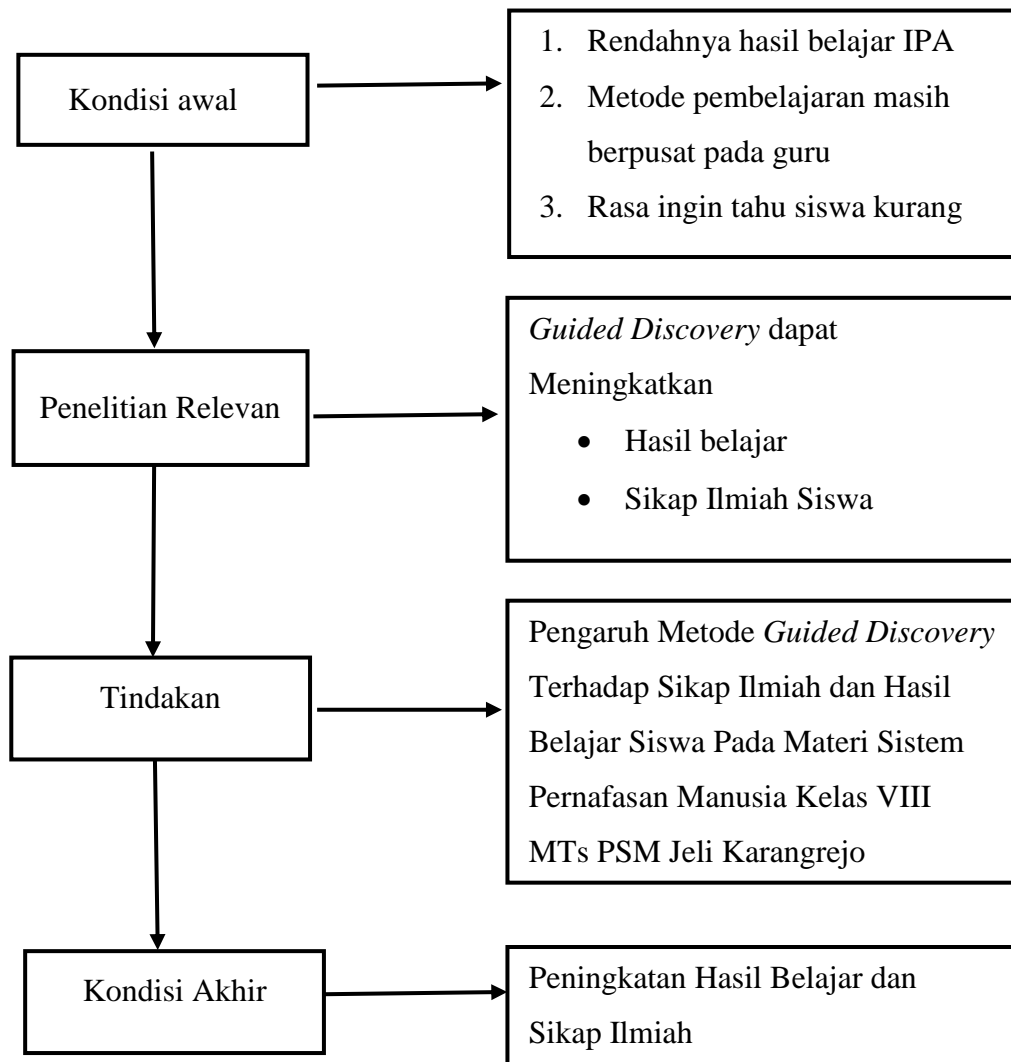 Kondisi awal
1. Rendahnya hasil belajar IPA
2. Metode pembelajaran masih
berpusat pada guru
3. Rasa ingin tahu siswa kurang
Penelitian Relevan
Guided Discovery dapat
Meningkatkan
• Hasil belajar
• Sikap Ilmiah Siswa
Tindakan
Pengaruh Metode Guided Discovery
Terhadap Sikap Ilmiah dan Hasil
Belajar Siswa Pada Materi Sistem
Pernafasan Manusia Kelas VIII
MTs PSM Jeli Karangrejo
Kondisi Akhir
Peningkatan Hasil Belajar dan
Sikap Ilmiah